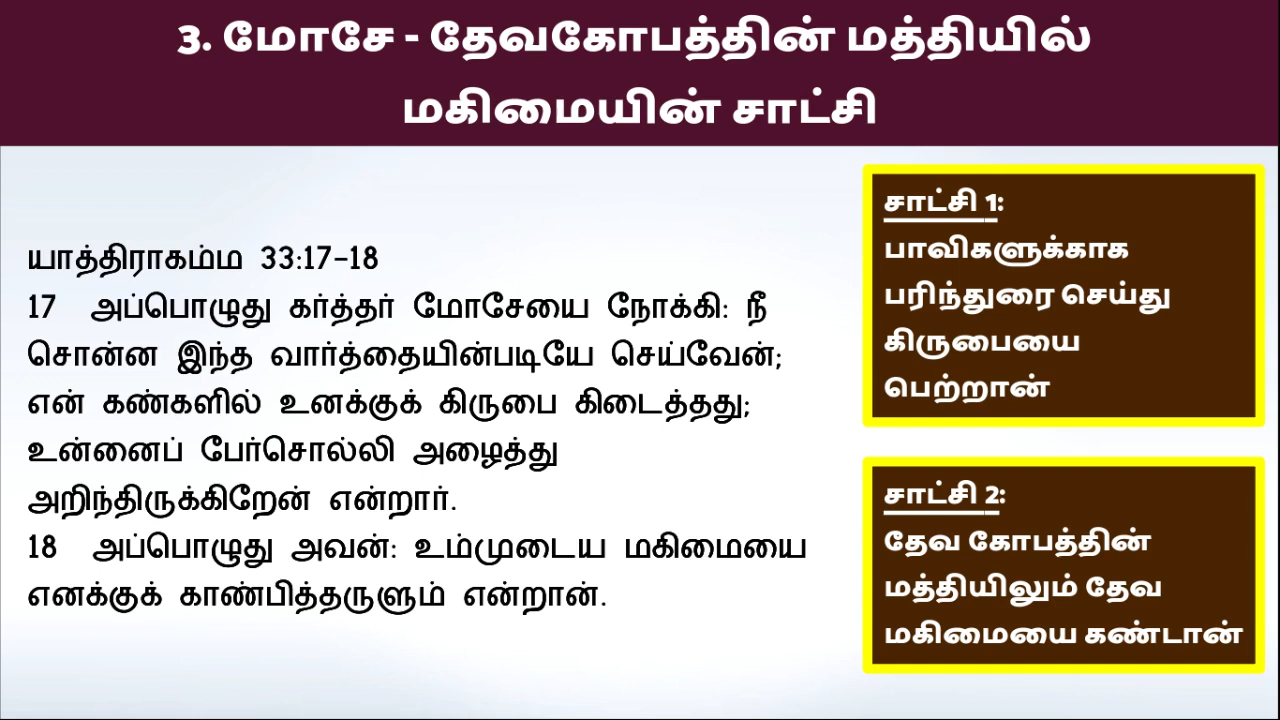 3. மோசே - தேவகோபத்தின் மத்தியில்
மகிமையின் சாட்சி
யாத்திராகம்ம 33:17-18
17 அப்பொழுது கர்த்தர் மோசேயை நோக்கி: நீ
சொன்ன இந்த வார்த்தையின்படியே செய்வேன்;
என் கண்களில் உனக்குக் கிருபை கிடைத்தது;
உன்னைப் பேர்சொல்லி அழைத்து
அறிந்திருக்கிறேன் என்றார்.
18 அப்பொழுது அவன்: உம்முடைய மகிமையை
எனக்குக் காண்பித்தருளும் என்றான்.
சாட்சி 1:
பாவிகளுக்காக
பரிந்துரை செய்து
கிருபையை
பெற்றான்
சாட்சி 2:
தேவ கோபத்தின்
மத்தியிலும் தேவ
மகிமையை கண்டான்